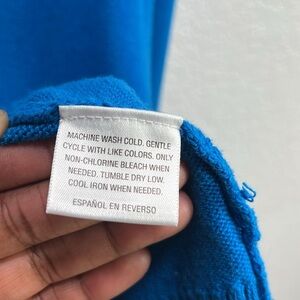 MACHINE WASH COLD. GENTLE
CYCLE WITH LIKE COLORS. ONLY
NON-CHLORINE BLEACH WHEN
NEEDED. TUMBLE DRY LOW.
COOL IRON WHEN NEEDED.
ESPAÑOL EN REVERSO